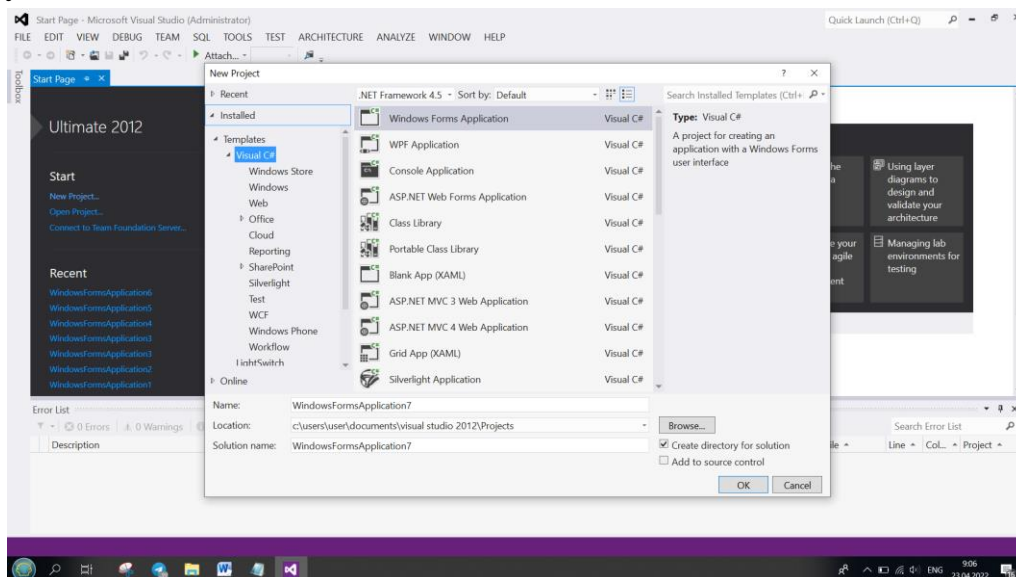 Start Page - Microsoft Visual Studio (Administrator)
Quick Launch (Ctrl+Q)
FILE EDIT VIEW DEBUG TEAM SQL TOOLS TEST ARCHITECTURE ANALYZE WINDOW HELP
Attach...
Toolbox
Start Page
Ultimate 2012
Start
New Project...
Open Project...
Connect to Team Foundation Server...
Recent
WindowsFormsApplication6
WindowsFormsApplication5
WindowsFormsApplication4
WindowsFormsApplication3
WindowsFormsApplication3
WindowsFormsApplication2
WindowsFormsApplication1
New Project
? ×
Recent
.NET Framework 4.5
Sort by: Default
Search Installed Templates (Ctrl+
Installed
Templates
Visual C#
Windows Store
Windows
Web
Office
Cloud
Reporting
SharePoint
Silverlight
Test
WCF
Windows Phone
Workflow
LightSwitch
Online
Windows Forms Application Visual C#
WPF Application Visual C#
Console Application Visual C#
ASP.NET Web Forms Application Visual C#
Class Library Visual C#
Portable Class Library Visual C#
Blank App (XAML) Visual C#
ASP.NET MVC 3 Web Application Visual C#
ASP.NET MVC 4 Web Application Visual C#
Grid App (XAML) Visual C#
Silverlight Application Visual C#
Type: Visual C#
A project for creating an
application with a Windows Forms
user interface
Name: WindowsFormsApplication7
Location: c:\users\user\documents\visual studio 2012\Projects
Browse...
Solution name: WindowsFormsApplication7
Create directory for solution
Add to source control
OK Cancel
he
a
Using layer
diagrams to
design and
validate your
architecture
e your
agile
ent
Managing lab
environments for
testing
Error List
0 Errors 0 Warnings
Search Error List
Description
ile Line Col... Project
ENG
9:06
23.04.2022